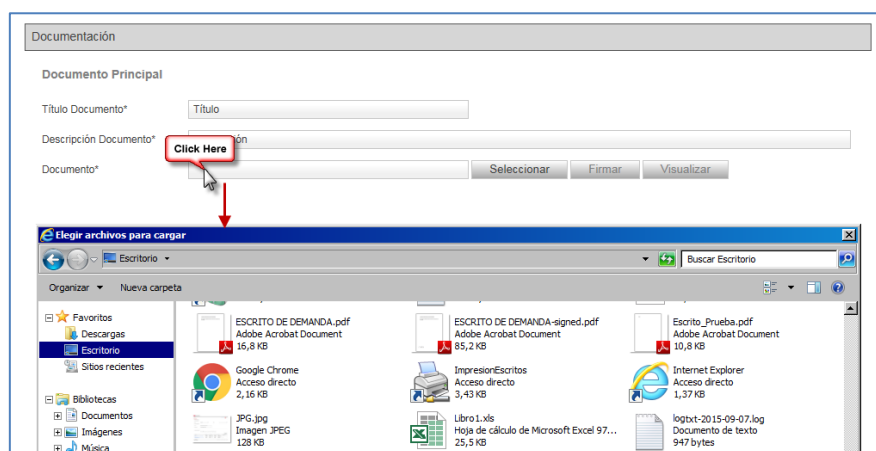 Documentación
Documento Principal
Título Documento*
Título
Descripción Documento*
ón
Click Here
Documento*
Seleccionar
Firmar
Visualizar
Elegir archivos para cargar
Escritorio
Buscar Escritorio
Organizar
Nueva carpeta
Favoritos
Descargas
Escritorio
Sitios recientes
Bibliotecas
Documentos
Imágenes
Música
ESCRITO DE DEMANDA.pdf
Adobe Acrobat Document
16,8 KB
ESCRITO DE DEMANDA-signed.pdf
Adobe Acrobat Document
85,2 KB
Escrito_Prueba.pdf
Adobe Acrobat Document
10,8 KB
Google Chrome
Acceso directo
2,16 KB
ImpresionEscritos
Acceso directo
3,43 KB
Internet Explorer
Acceso directo
1,37 KB
JPG.jpg
Imagen JPEG
128 KB
Libro1.xls
Hoja de cálculo de Microsoft Excel 97...
25,5 KB
logtxt-2015-09-07.log
Documento de texto
947 bytes